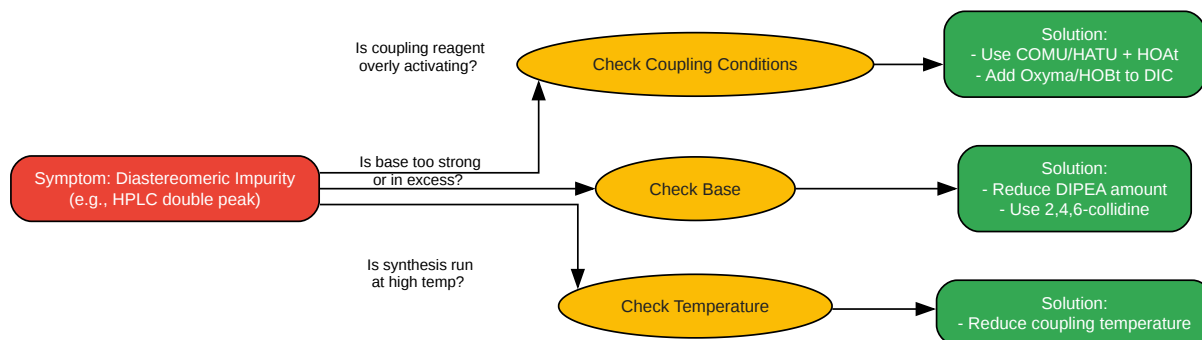 Is coupling reagent
overly activating?
Check Coupling Conditions
Solution:
- Use COMU/HATU + HOAt
- Add Oxyma/HOBt to DIC
Symptom: Diastereomeric Impurity
(e.g., HPLC double peak)
Is base too strong
or in excess?
Check Base
Solution:
- Reduce DIPEA amount
- Use 2,4,6-collidine
Is synthesis run
at high temp?
Check Temperature
Solution:
- Reduce coupling temperature